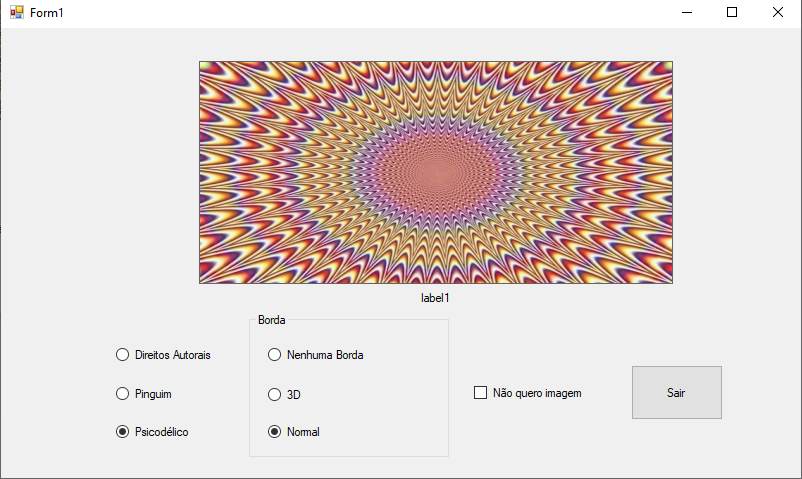 Form1
label1
Borda
Direitos Autorais
Nenhuma Borda
Pinguim
3D
Não quero imagem
Sair
Psicodélico
Normal